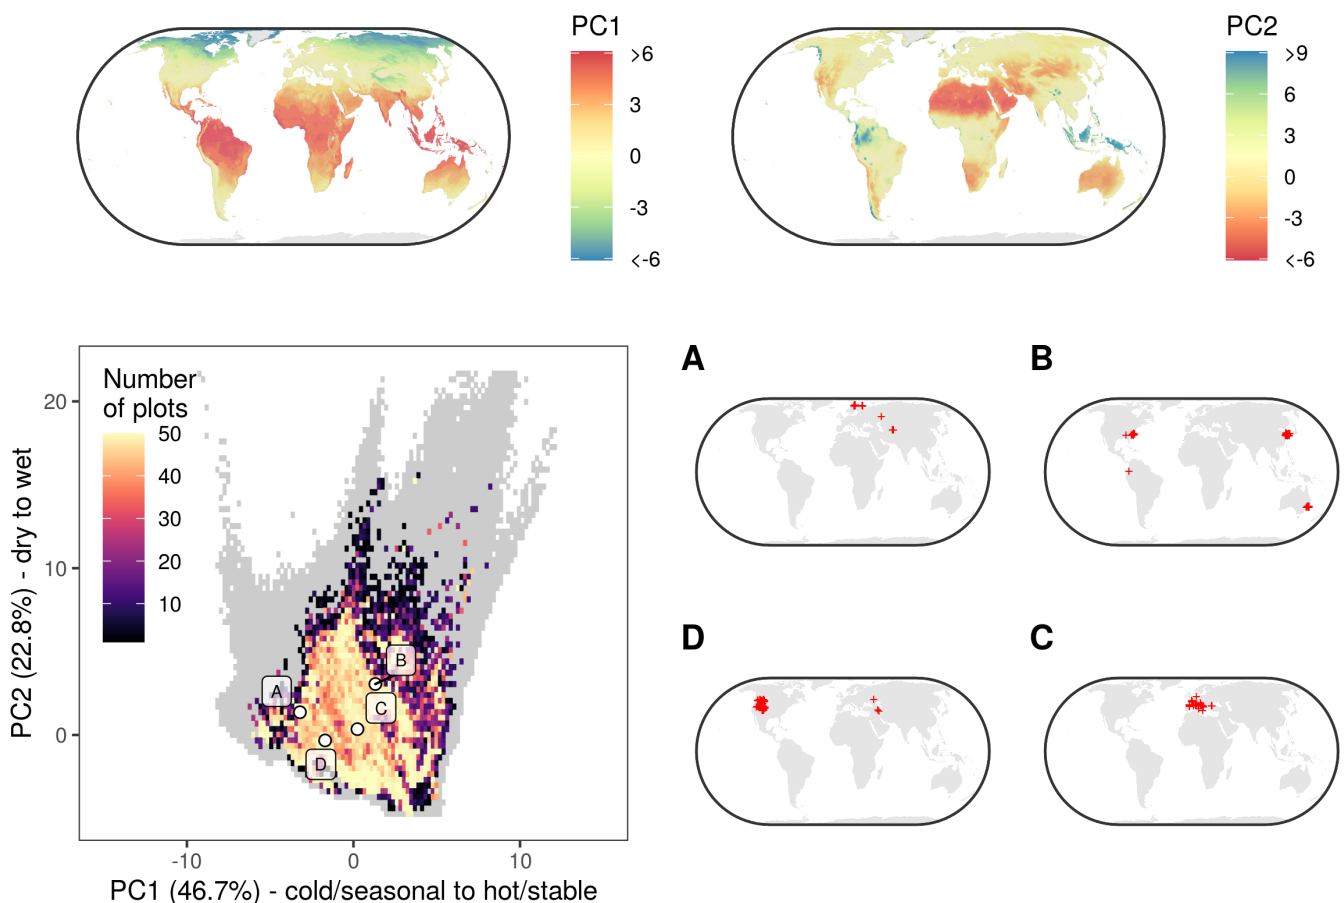 PC1
>6
3
0
-3
<-6
PC2
>9
6
3
0
-3
<-6
Number
of plots
50
40
30
20
10
20
10
0
PC2 (22.8%) - dry to wet
A
B
C
D
-10
0
10
PC1 (46.7%) - cold/seasonal to hot/stable
A
B
D
C